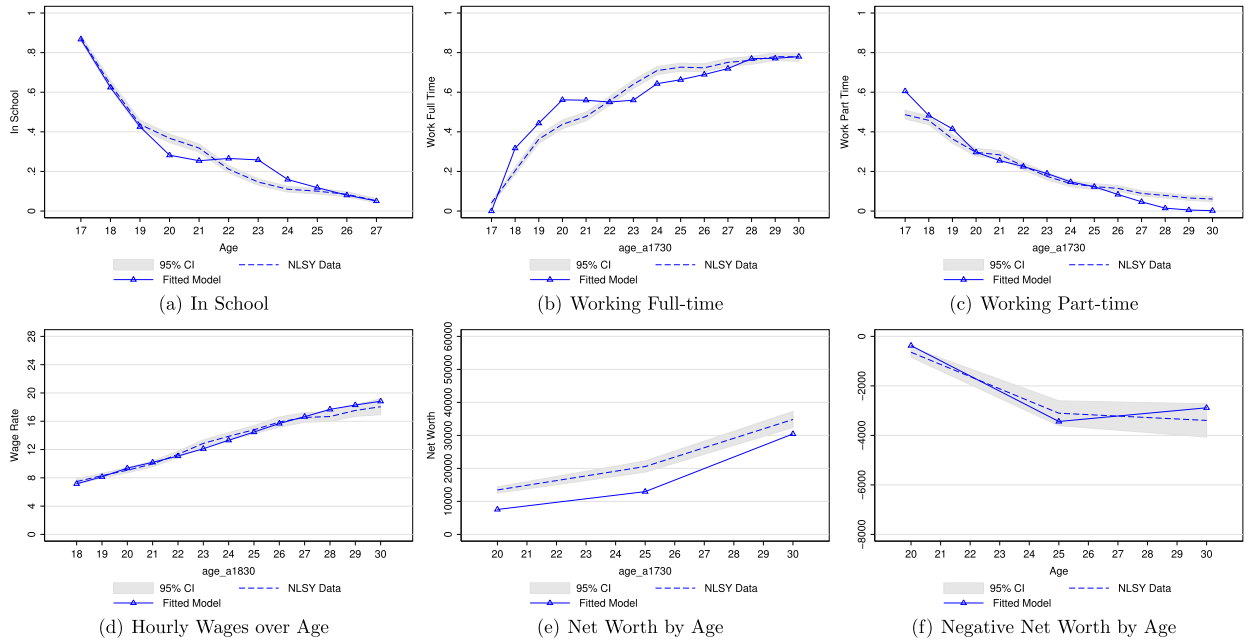 1
.8
.6
.4
.2
0
In School
17 18 19 20 21 22 23 24 25 26 27
Age
95% CI NLSY Data
Fitted Model
(a) In School
1
.8
.6
.4
.2
0
Work Full Time
17 18 19 20 21 22 23 24 25 26 27 28 29 30
age_a1730
95% CI NLSY Data
Fitted Model
(b) Working Full-time
1
.8
.6
.4
.2
0
Work Part Time
17 18 19 20 21 22 23 24 25 26 27 28 29 30
age_a1730
95% CI NLSY Data
Fitted Model
(c) Working Part-time
28
24
20
16
12
8
4
0
Wage Rate
18 19 20 21 22 23 24 25 26 27 28 29 30
age_a1830
95% CI NLSY Data
Fitted Model
(d) Hourly Wages over Age
60000
50000
40000
30000
20000
10000
0
Net Worth
20 21 22 23 24 25 26 27 28 29 30
age_a1730
95% CI NLSY Data
Fitted Model
(e) Net Worth by Age
0
−2000
−4000
−6000
−8000
20 21 22 23 24 25 26 27 28 29 30
Age
95% CI NLSY Data
Fitted Model
(f) Negative Net Worth by Age